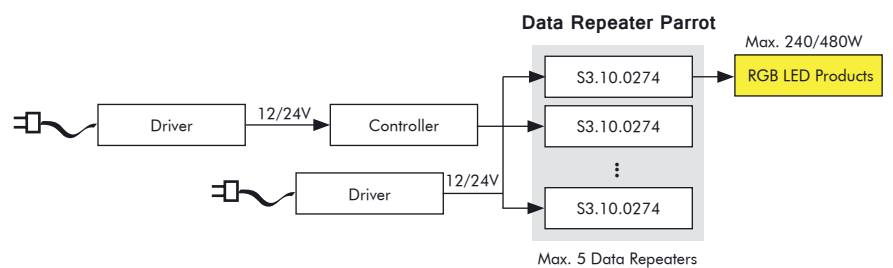 Data Repeater Parrot
Max. 240/480W
S3.10.0274
RGB LED Products
12/24V
Driver
Controller
S3.10.0274
12/24V
Driver
S3.10.0274
Max. 5 Data Repeaters